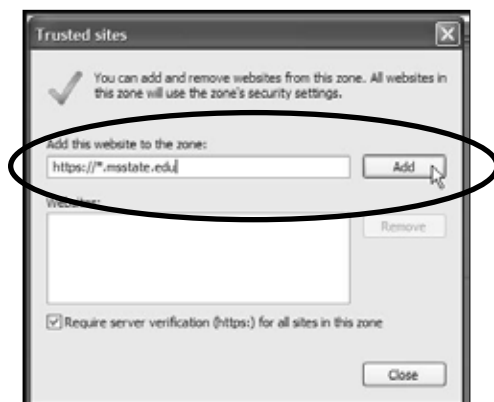 Trusted sites
You can add and remove websites from this zone. All websites in
this zone will use the zone's security settings.
Add this website to the zone:
https://*.msstate.edu
Add
Websites:
Remove
Require server verification (https:) for all sites in this zone
Close